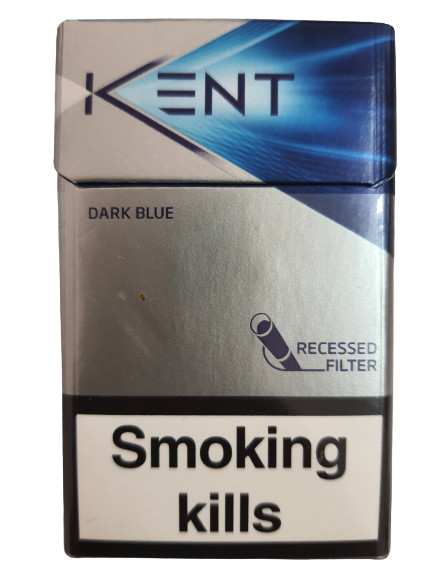 KENT
DARK BLUE
RECESSED
FILTER
Smoking
kills